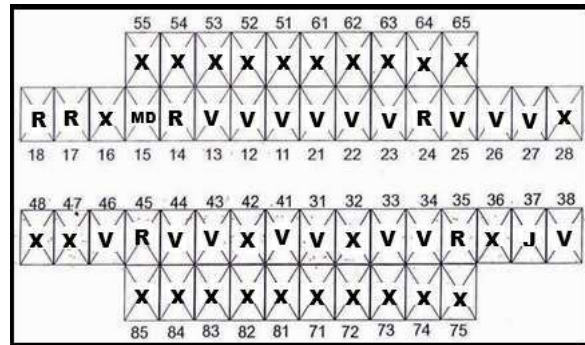 55 54 53 52 51 61 62 63 64 65
X X X X X X X X X X
R R X MD R V V V V V V R V V V X
18 17 16 15 14 13 12 11 21 22 23 24 25 26 27 28
48 47 46 45 44 43 42 41 31 32 33 34 35 36 37 38
X X V R V V X V V X V V R X J V
X X X X X X X X X X
85 84 83 82 81 71 72 73 74 75